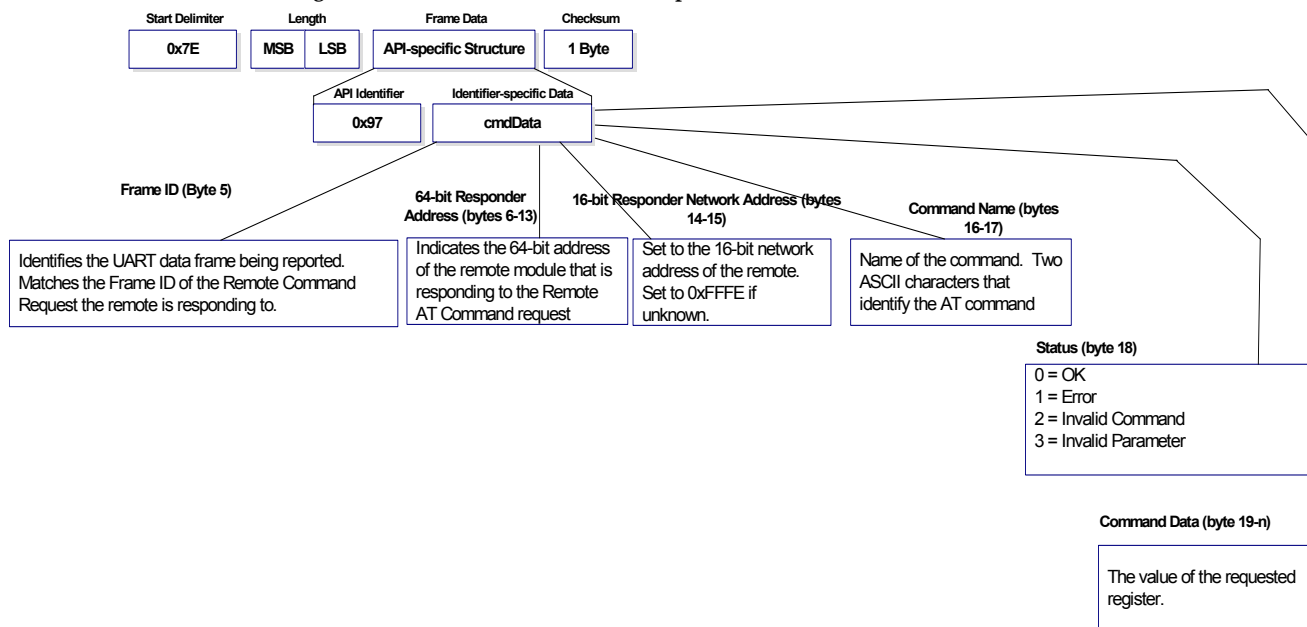 Start Delimiter
Length
Frame Data
Checksum
0x7E
MSB
LSB
API-specific Structure
1 Byte
API Identifier
Identifier-specific Data
0x97
cmdData
Frame ID (Byte 5)
Identifies the UART data frame being reported.
Matches the Frame ID of the Remote Command
Request the remote is responding to.
64-bit Responder
Address (bytes 6-13)
Indicates the 64-bit address
of the remote module that is
responding to the Remote
AT Command request
16-bit Responder Network Address (bytes
14-15)
Set to the 16-bit network
address of the remote.
Set to 0xFFFE if
unknown.
Command Name (bytes
16-17)
Name of the command. Two
ASCII characters that
identify the AT command
Status (byte 18)
0 = OK
1 = Error
2 = Invalid Command
3 = Invalid Parameter
Command Data (byte 19-n)
The value of the requested
register.